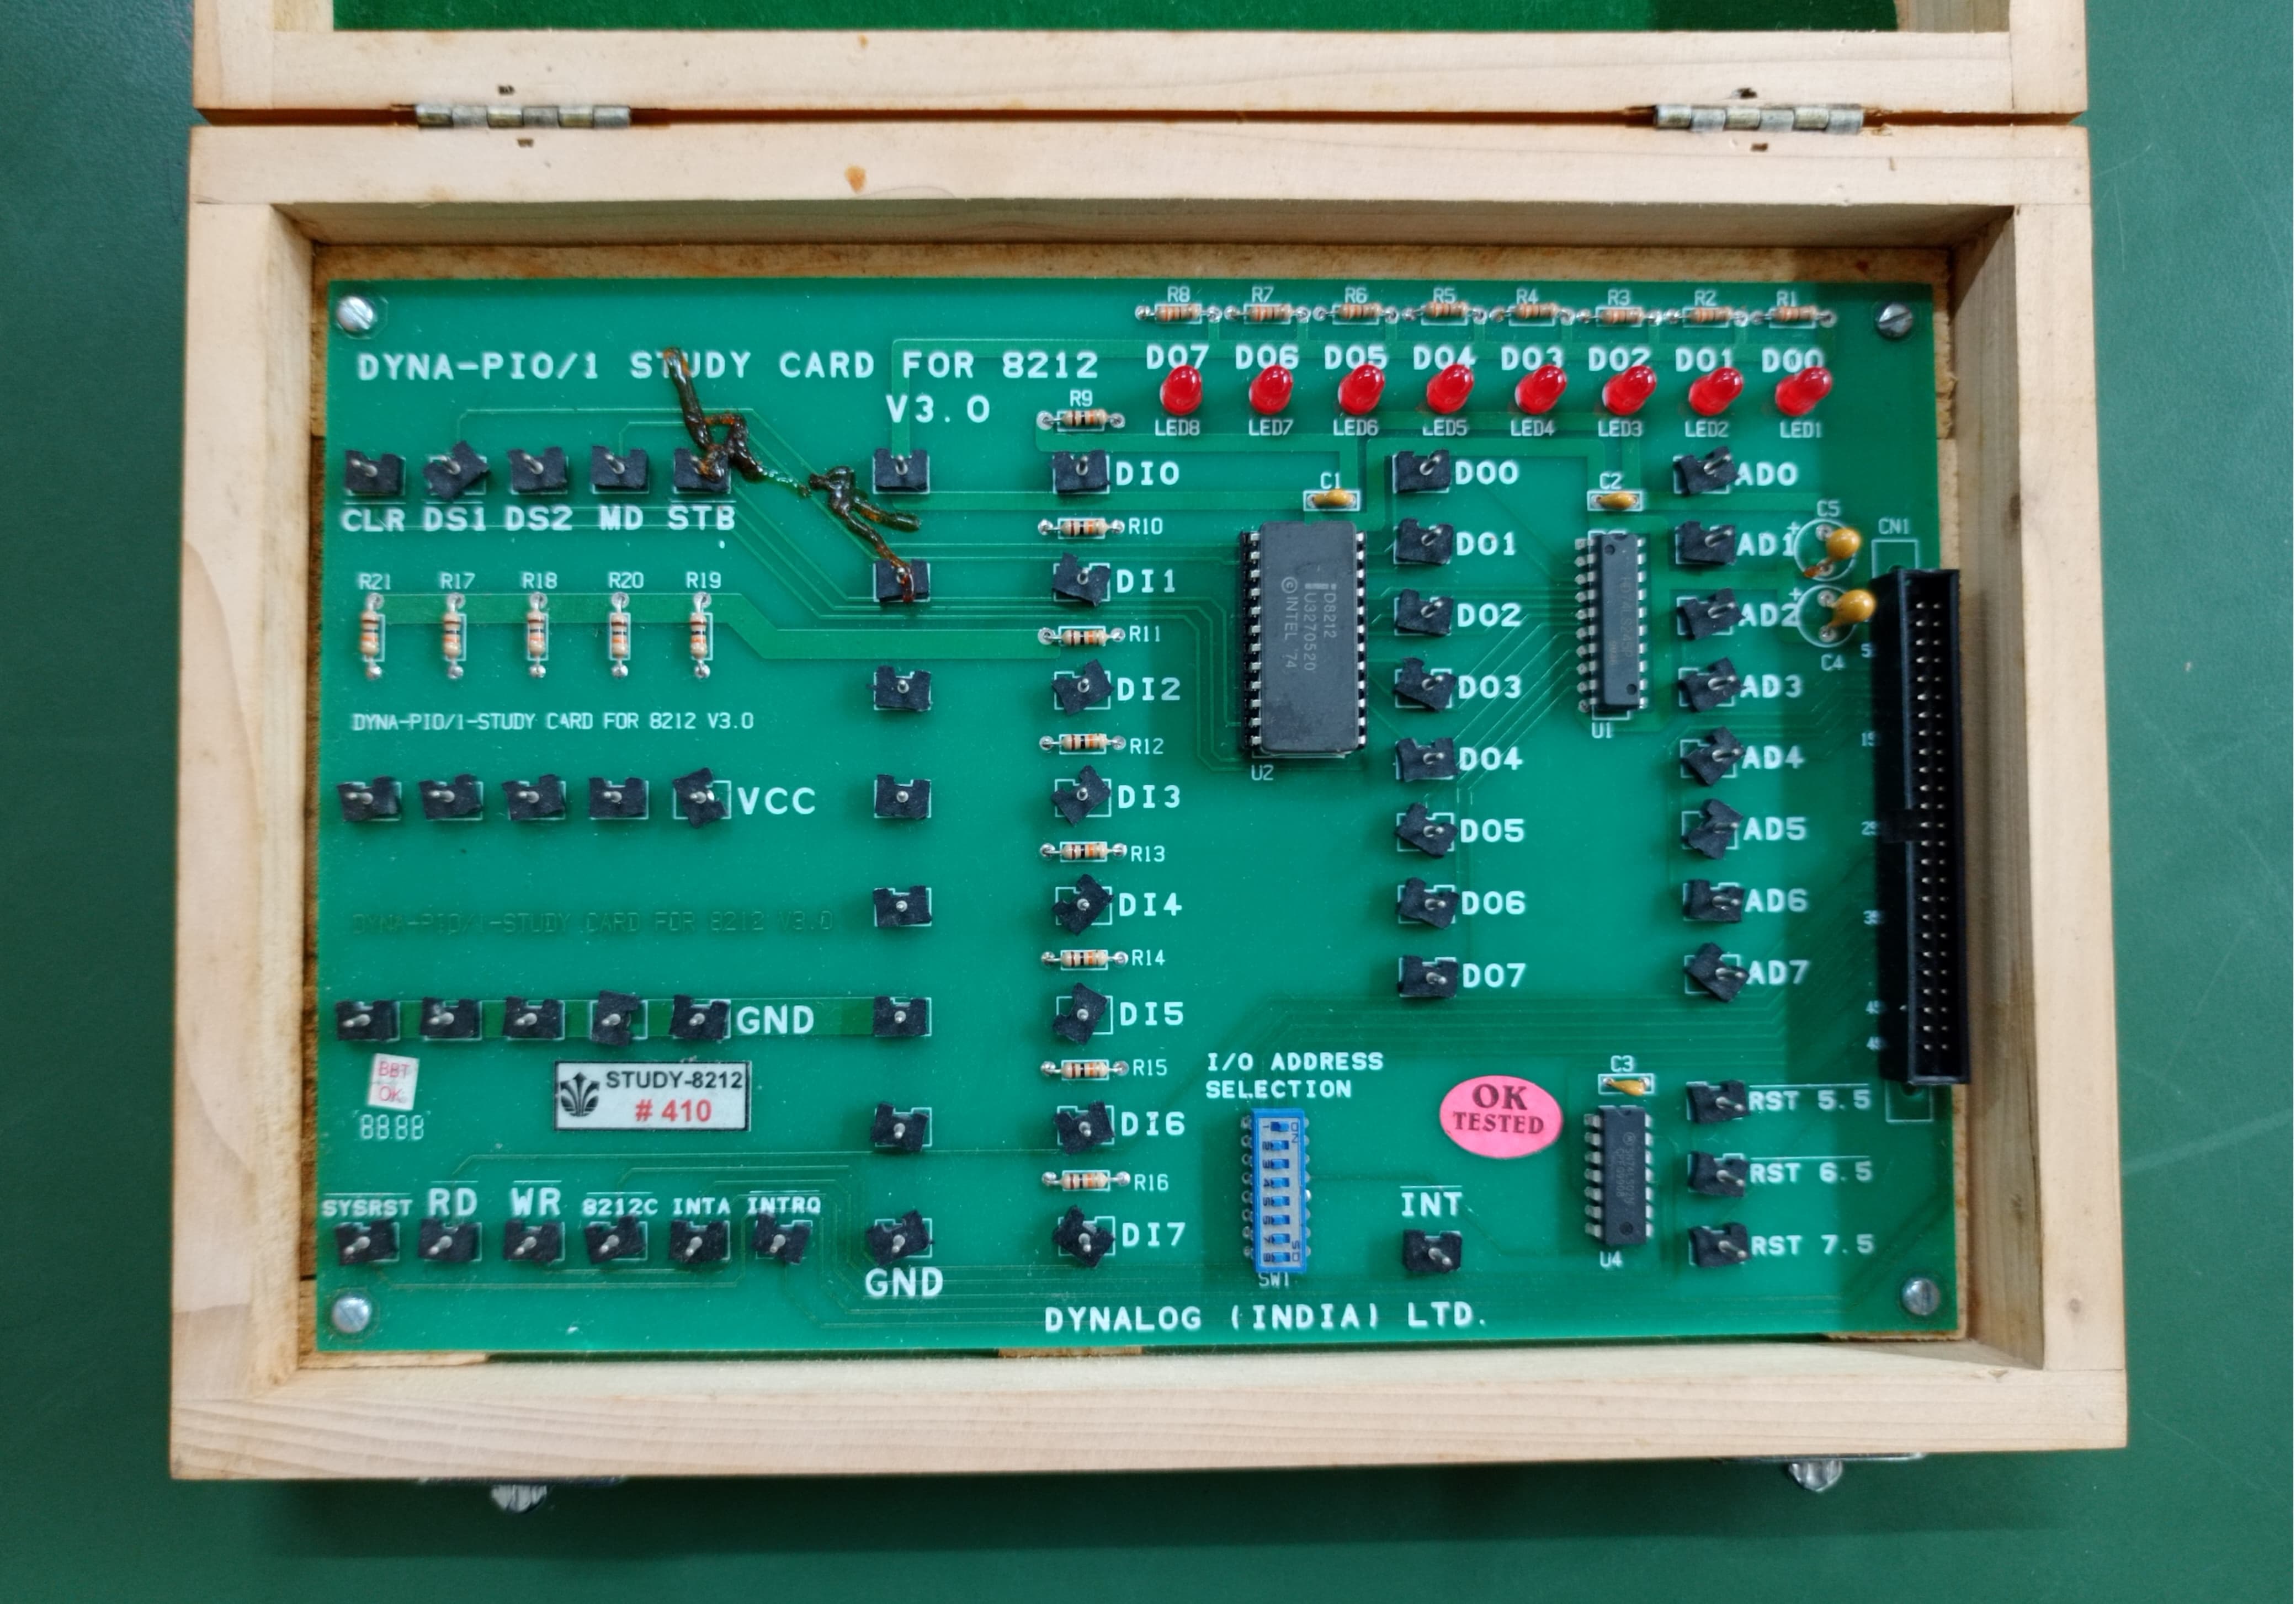 R8 R7 R6 R5 R4 R3 R2 R1
DYNA-PIO/1 STUDY CARD FOR 8212
V3.0
DO7 DO6 DO5 DO4 DO3 DO2 DO1 DO0
LED8 LED7 LED6 LED5 LED4 LED3 LED2 LED1
R9
CLR DS1 DS2 MD STB
DI0
R10
DI1
R11
DI2
R12
DI3
R13
DI4
R14
DI5
R15
DI6
R16
DI7
R21 R17 R18 R20 R19
DYNA-PIO/1-STUDY CARD FOR 8212 V3.0
VCC
DYNA-PIO/1-STUDY CARD FOR 8212 V3.0
GND
BBT
OK
8888
STUDY-8212
# 410
SYSRST RD WR 8212C INTA INTRQ
GND
C1
D8212
U3270520
© INTEL '74
U2
DO0
DO1
DO2
DO3
DO4
DO5
DO6
DO7
C2
U1
AD0
AD1
AD2
AD3
AD4
AD5
AD6
AD7
C5
C4
CN1
I/O ADDRESS
SELECTION
SW1
OK
TESTED
INT
C3
U4
RST 5.5
RST 6.5
RST 7.5
DYNALOG (INDIA) LTD.